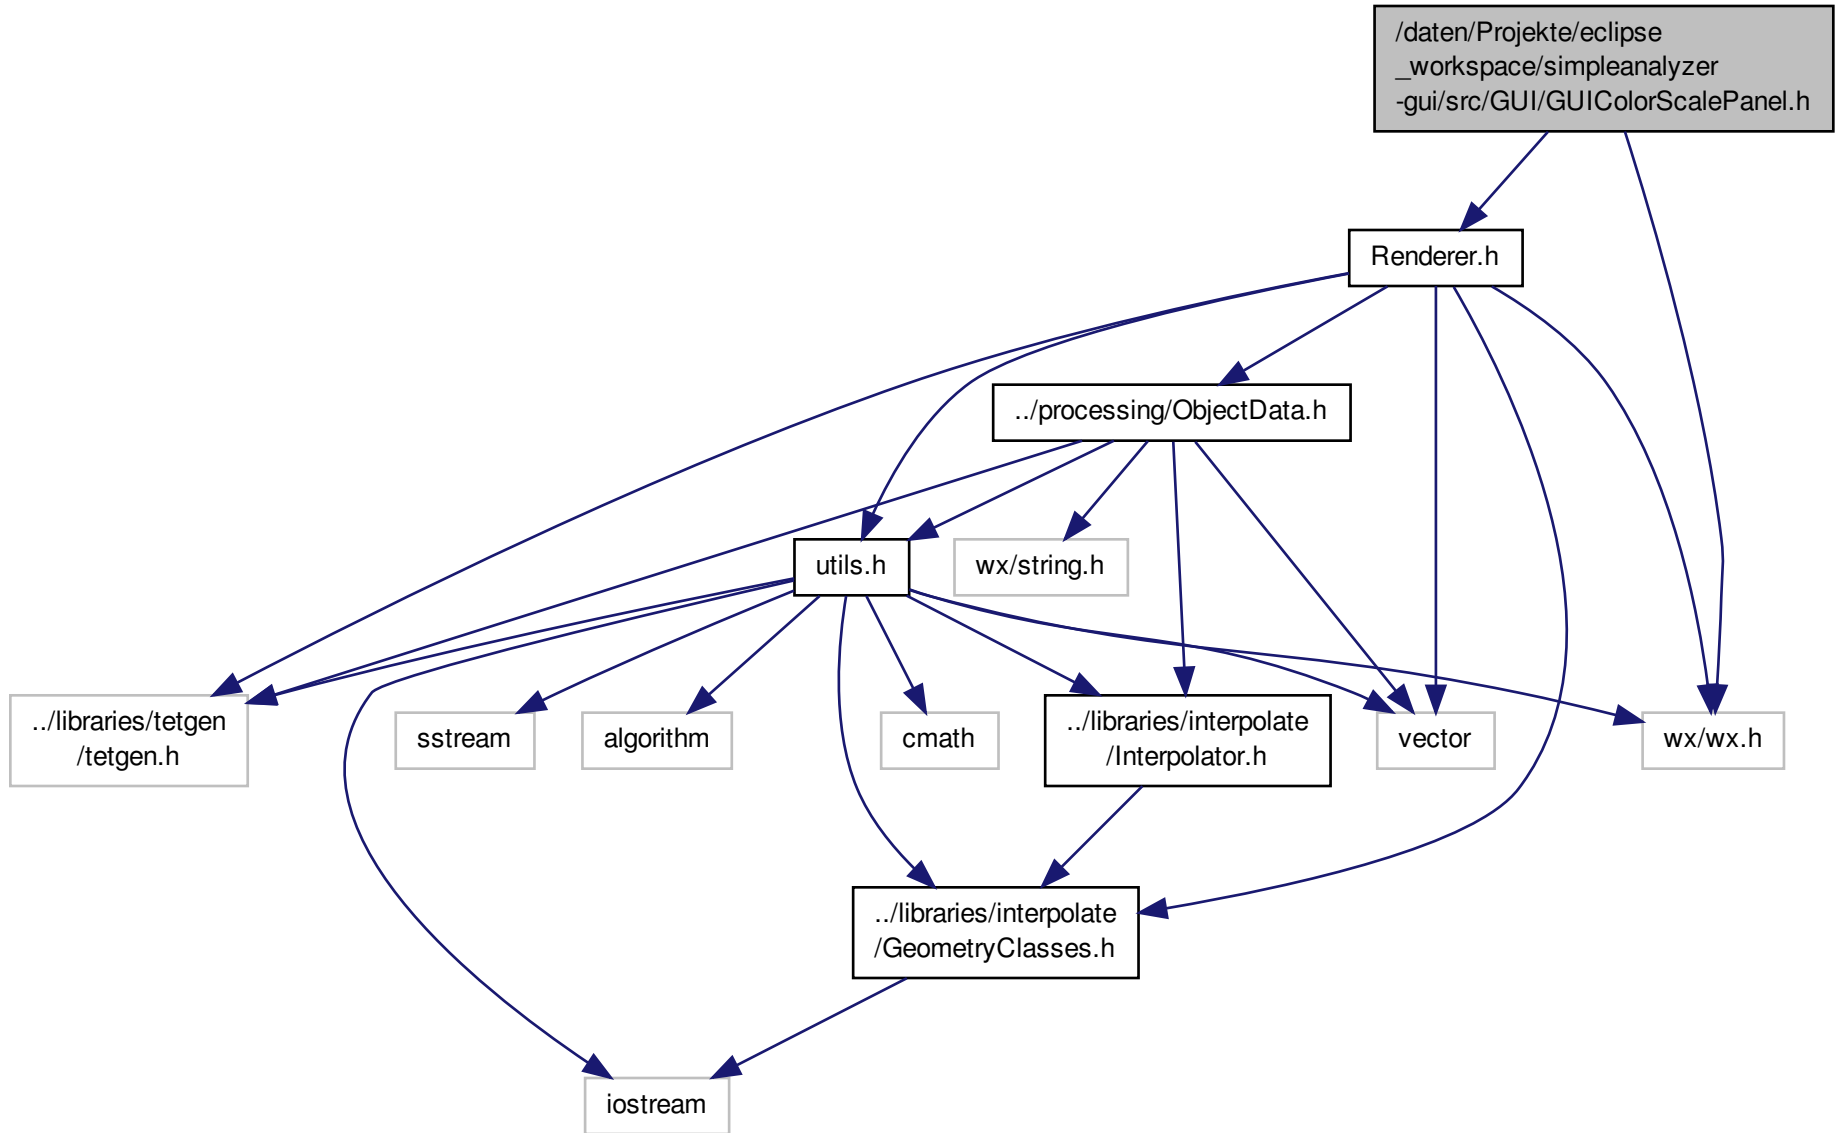 /daten/Projekte/eclipse
_workspace/simpleanalyzer
-gui/src/GUI/GUIColorScalePanel.h
Renderer.h
../processing/ObjectData.h
utils.h
wx/string.h
../libraries/tetgen
/tetgen.h
sstream
algorithm
cmath
../libraries/interpolate
/Interpolator.h
vector
wx/wx.h
../libraries/interpolate
/GeometryClasses.h
iostream